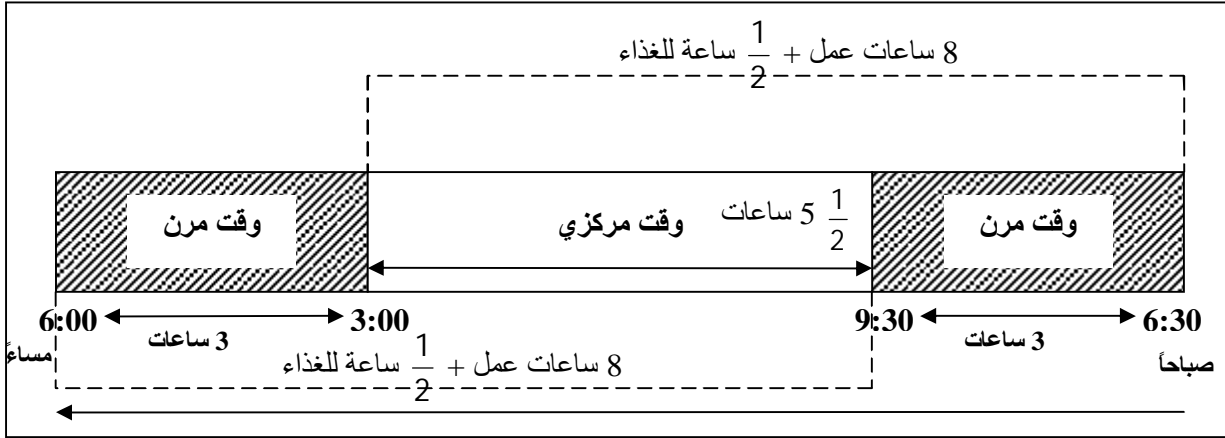 8 ساعات عمل + 1/2 ساعة للغذاء
وقت مرن
5 1/2 ساعات
وقت مركزي
وقت مرن
6:30
3 ساعات
9:30
3:00
3 ساعات
6:00
صباحاً
مساءً
8 ساعات عمل + 1/2 ساعة للغذاء